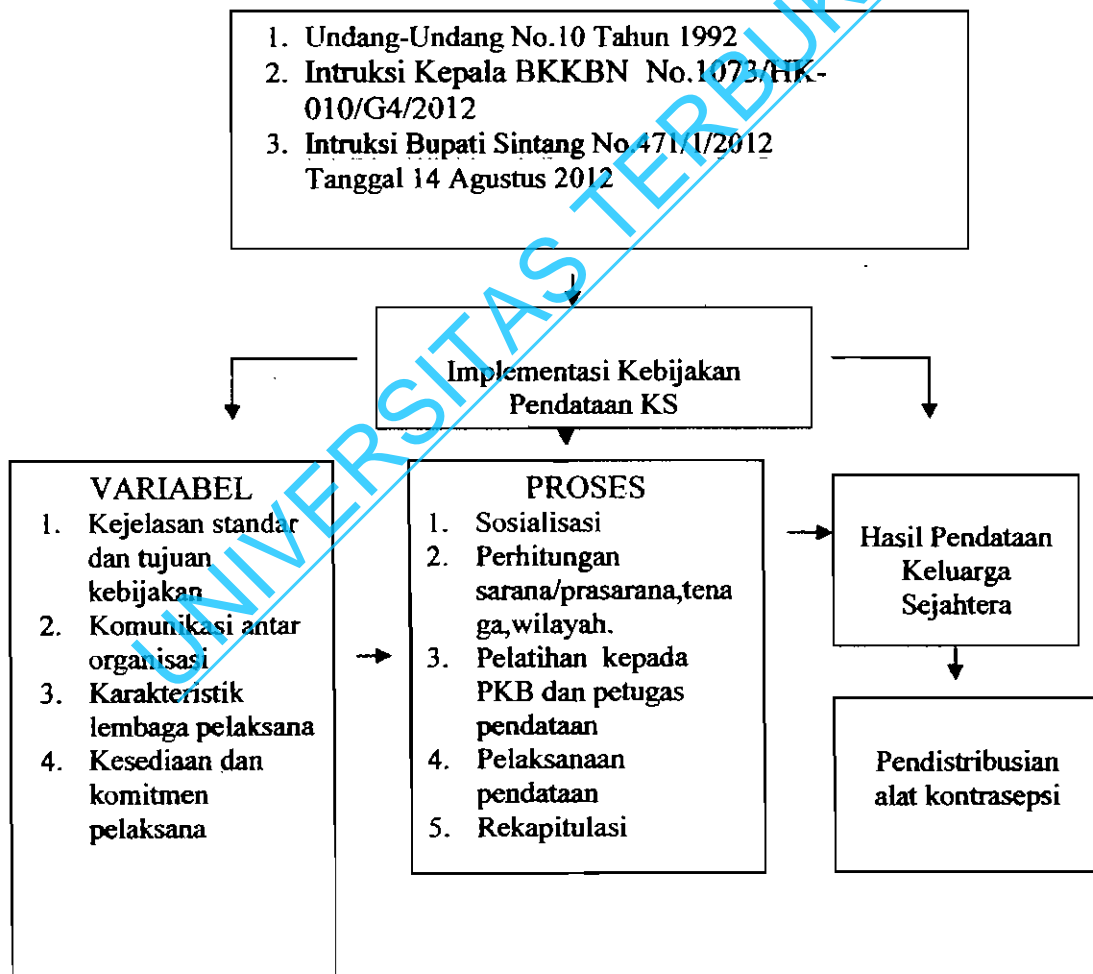 1. Undang-Undang No.10 Tahun 1992
2. Intruksi Kepala BKKBN No.1073/HK-
010/G4/2012
3. Intruksi Bupati Sintang No.471/1/2012
Tanggal 14 Agustus 2012
Implementasi Kebijakan
Pendataan KS
VARIABEL
1. Kejelasan standar
dan tujuan
kebijakan
2. Komunikasi antar
organisasi
3. Karakteristik
lembaga pelaksana
4. Kesediaan dan
komitmen
pelaksana
PROSES
1. Sosialisasi
2. Perhitungan
sarana/prasarana,tena
ga,wilayah.
3. Pelatihan kepada
PKB dan petugas
pendataan
4. Pelaksanaan
pendataan
5. Rekapitulasi
Hasil Pendataan
Keluarga
Sejahtera
Pendistribusian
alat kontrasepsi
UNIVERSITAS TERBUK